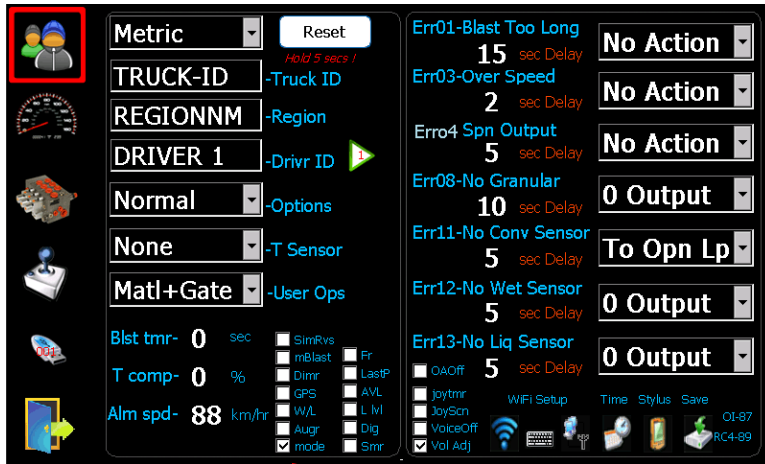 Metric
Reset
Hold 5 secs !
TRUCK-ID -Truck ID
REGIONNM -Region
DRIVER 1 -Drivr ID 1
Normal -Options
None -T Sensor
Matl+Gate -User Ops
Blst tmr- 0 sec
T comp- 0 %
Alm spd- 88 km/hr
SimRvs
mBlast Fr
Dimr LastP
GPS AVL
W/L L lvl
Augr Dig
mode Smr
Err01-Blast Too Long
15 sec Delay No Action
Err03-Over Speed
2 sec Delay No Action
Erro4 Spn Output
5 sec Delay No Action
Err08-No Granular
10 sec Delay 0 Output
Err11-No Conv Sensor
5 sec Delay To Opn Lp
Err12-No Wet Sensor
5 sec Delay 0 Output
Err13-No Liq Sensor
5 sec Delay 0 Output
OAOff
joytmr
JoyScn
VoiceOff
Vol Adj
WiFi Setup Time Stylus Save
OI-87
RC4-89